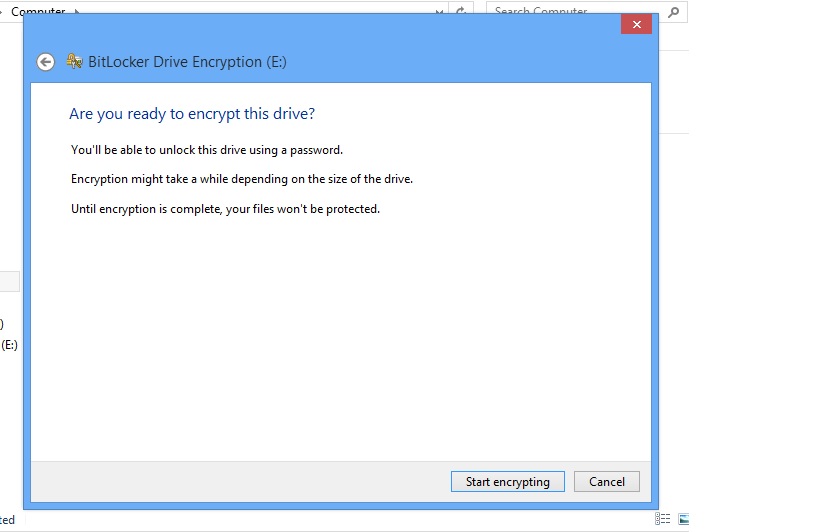 Computer
Search Computer
BitLocker Drive Encryption (E:)
Are you ready to encrypt this drive?
You'll be able to unlock this drive using a password.
Encryption might take a while depending on the size of the drive.
Until encryption is complete, your files won't be protected.
)
(E:)
Start encrypting
Cancel
ted